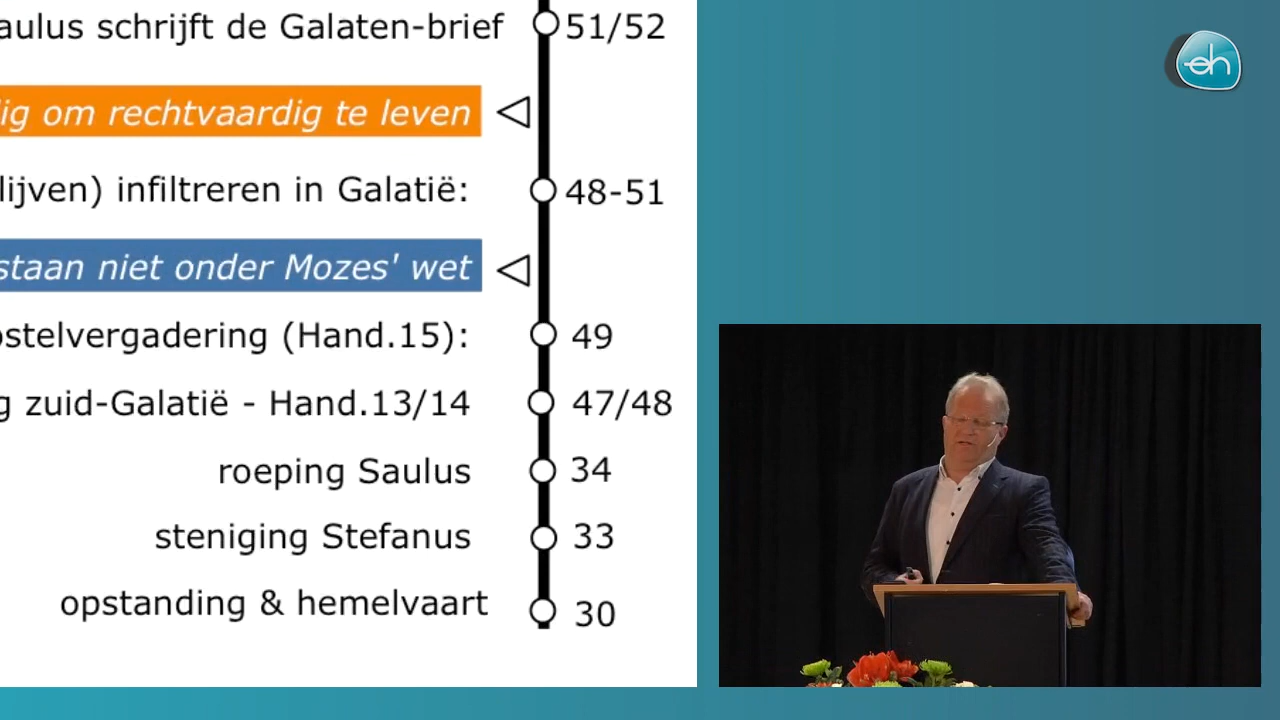 aulus schrijft de Galaten-brief 51/52
ig om rechtvaardig te leven
lijven) infiltreren in Galatië: 48-51
staan niet onder Mozes' wet
ostelvergadering (Hand.15): 49
g zuid-Galatië - Hand.13/14 47/48
roeping Saulus 34
steniging Stefanus 33
opstanding & hemelvaart 30
eh